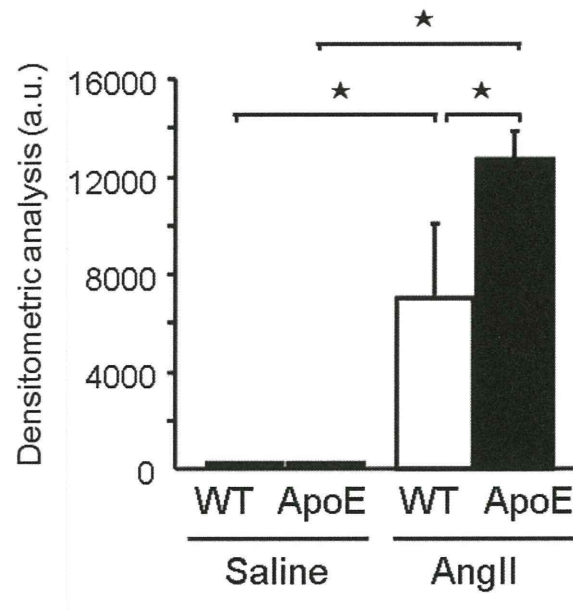 ★
★ ★
Densitometric analysis (a.u.)
16000
12000
8000
4000
0
WT ApoE WT ApoE
Saline AngII